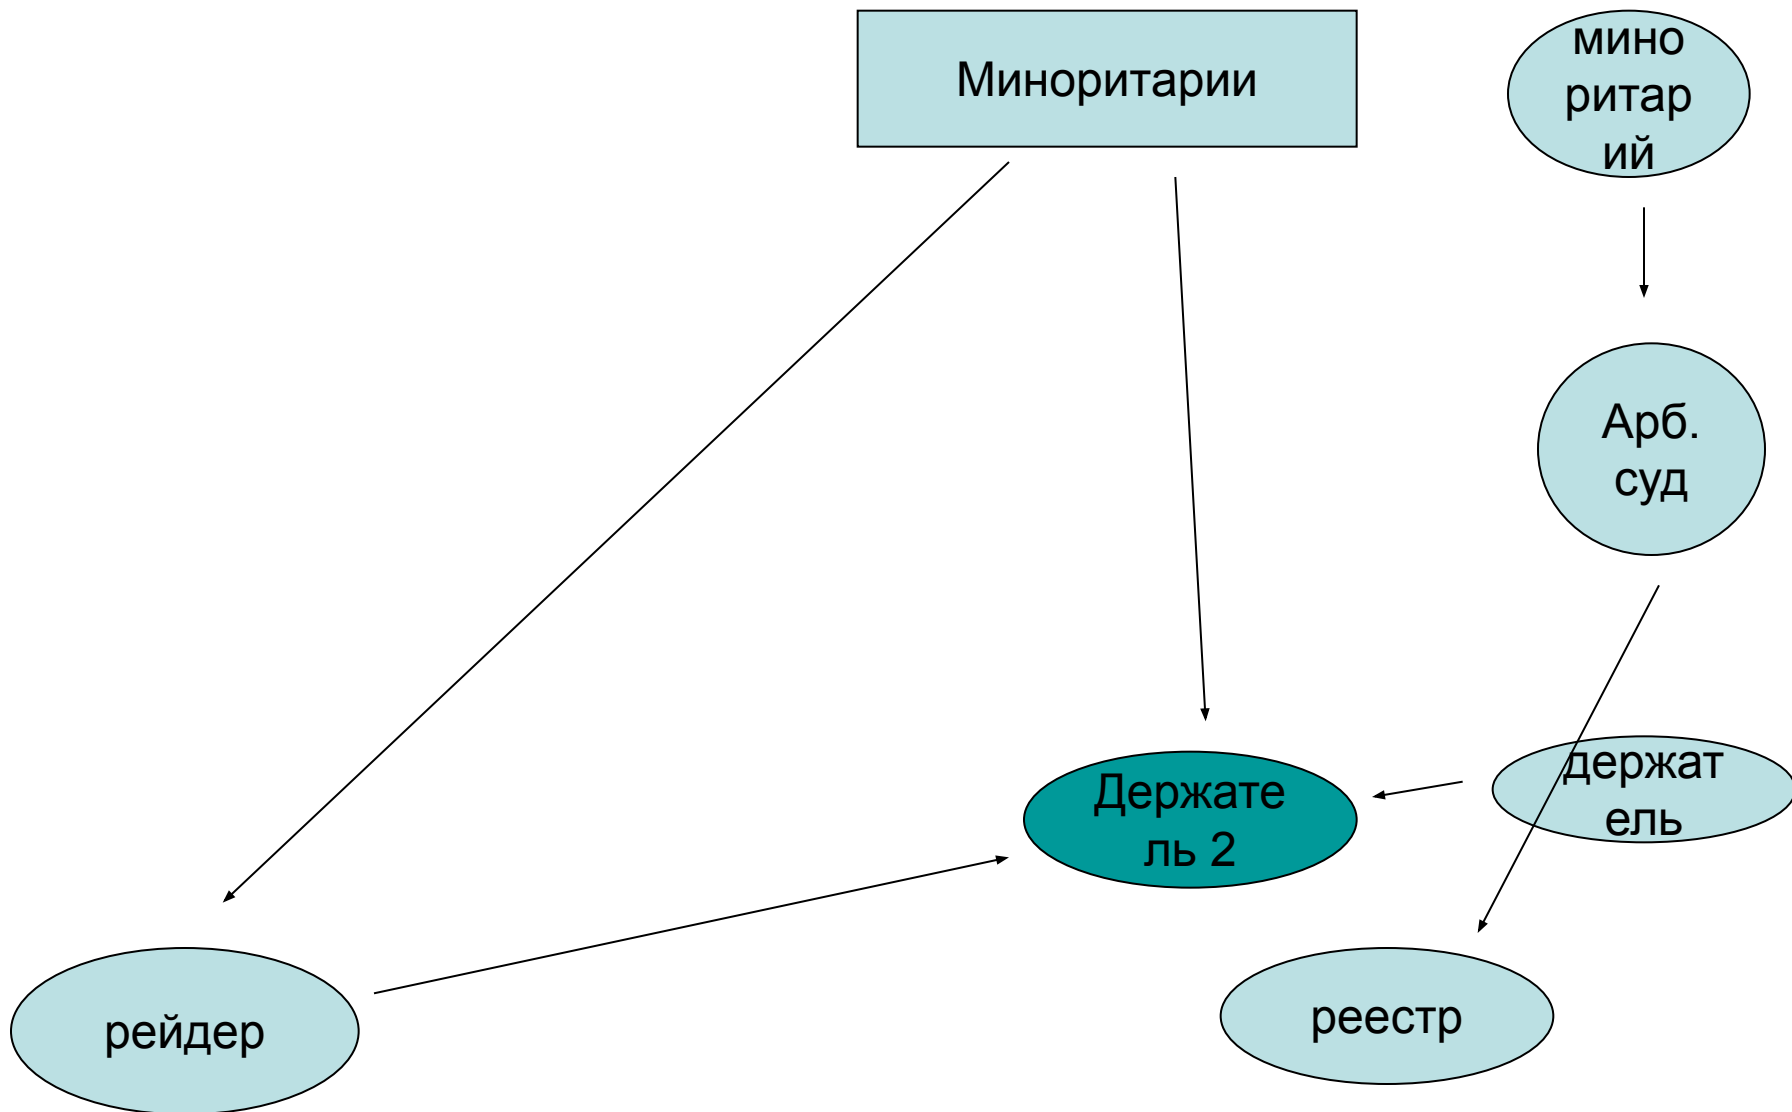 Миноритарии
мино
ритар
ий
Арб.
суд
держат
ель
Держате
ль 2
реестр
рейдер